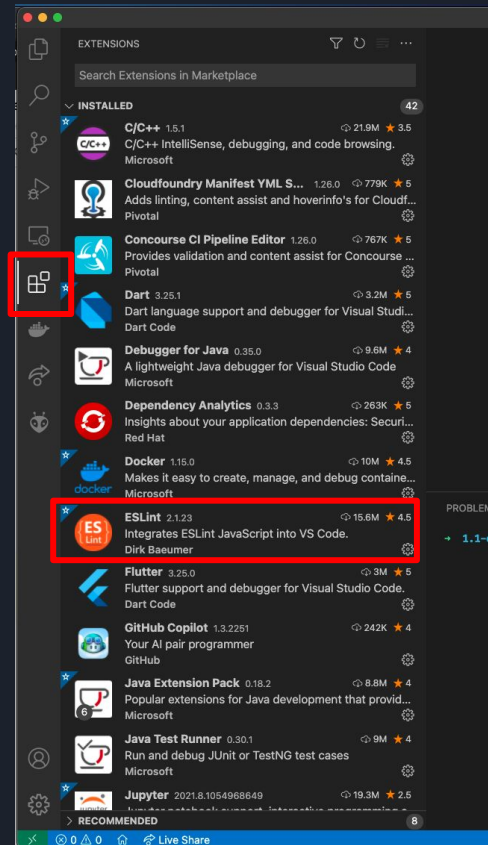 EXTENSIONS
Search Extensions in Marketplace
INSTALLED 42
C/C++ 1.5.1 21.9M ★ 3.5
C/C++ IntelliSense, debugging, and code browsing.
Microsoft
Cloudfoundry Manifest YML S... 1.26.0 779K ★ 5
Adds linting, content assist and hoverinfo's for Cloudf...
Pivotal
Concourse CI Pipeline Editor 1.26.0 767K ★ 5
Provides validation and content assist for Concourse ...
Pivotal
Dart 3.25.1 3.2M ★ 5
Dart language support and debugger for Visual Studi...
Dart Code
Debugger for Java 0.35.0 9.6M ★ 4
A lightweight Java debugger for Visual Studio Code
Microsoft
Dependency Analytics 0.3.3 263K ★ 5
Insights about your application dependencies: Securi...
Red Hat
docker
Docker 1.15.0 10M ★ 4.5
Makes it easy to create, manage, and debug containe...
Microsoft
PROBLEM
ES
Lint
ESLint 2.1.23 15.6M ★ 4.5
Integrates ESLint JavaScript into VS Code.
Dirk Baeumer
→ 1.1-
Flutter 3.25.0 3M ★ 5
Flutter support and debugger for Visual Studio Code.
Dart Code
GitHub Copilot 1.3.2251 242K ★ 4
Your AI pair programmer
GitHub
6
Java Extension Pack 0.18.2 8.8M ★ 4
Popular extensions for Java development that provid...
Microsoft
Java Test Runner 0.30.1 9M ★ 4
Run and debug JUnit or TestNG test cases
Microsoft
Jupyter 2021.8.1054968649 19.3M ★ 2.5
RECOMMENDED 8
0 0 Live Share